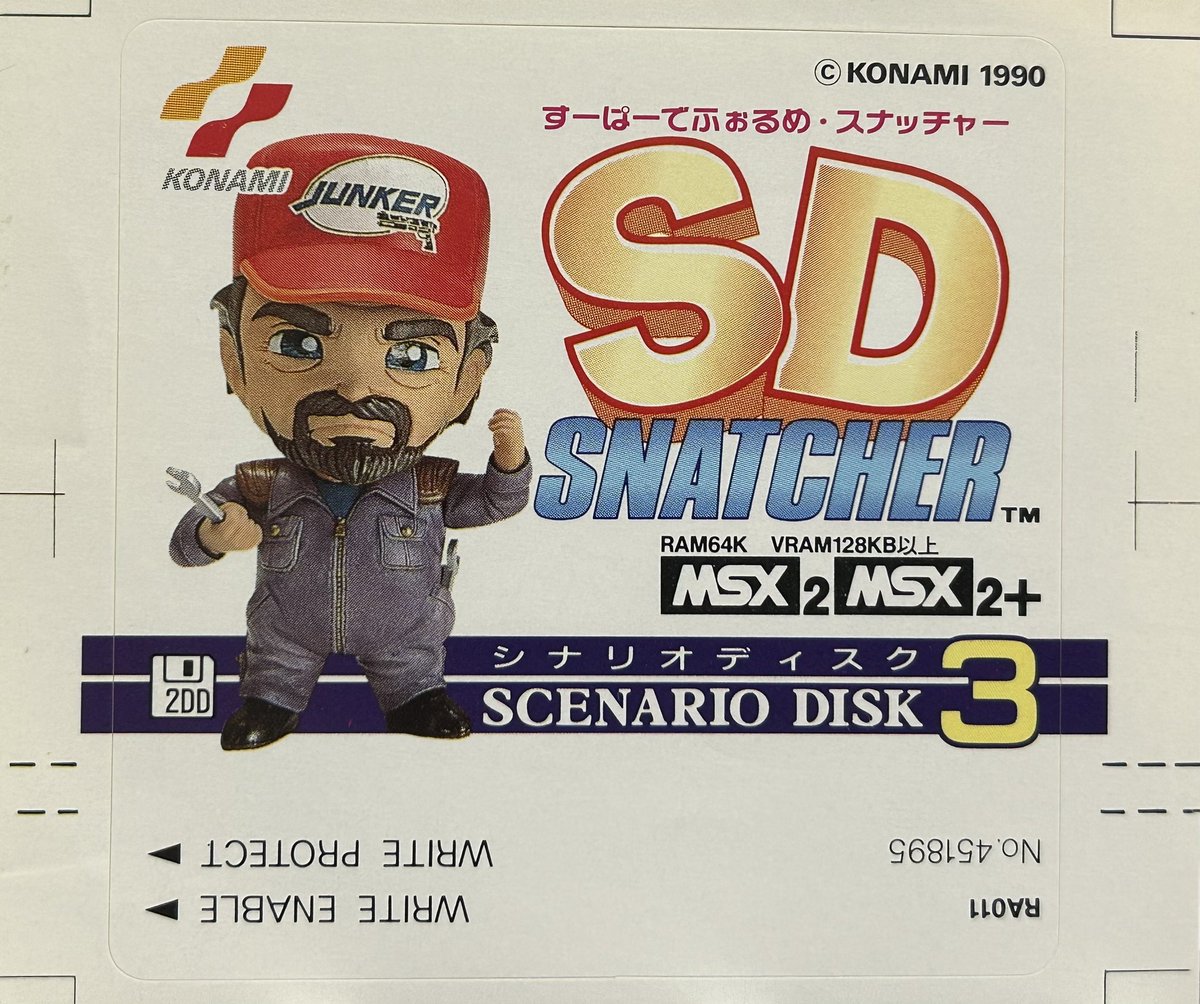 © KONAMI 1990
KONAMI
すーぱーでふぉるめ・スナッチャー
JUNKER
SD
SNATCHER™
RAM64K VRAM128KB以上
MSX 2 MSX 2+
シナリオディスク
SCENARIO DISK 3
2DD
WRITE PROTECT ▶
No.451895
WRITE ENABLE ▶
RA011